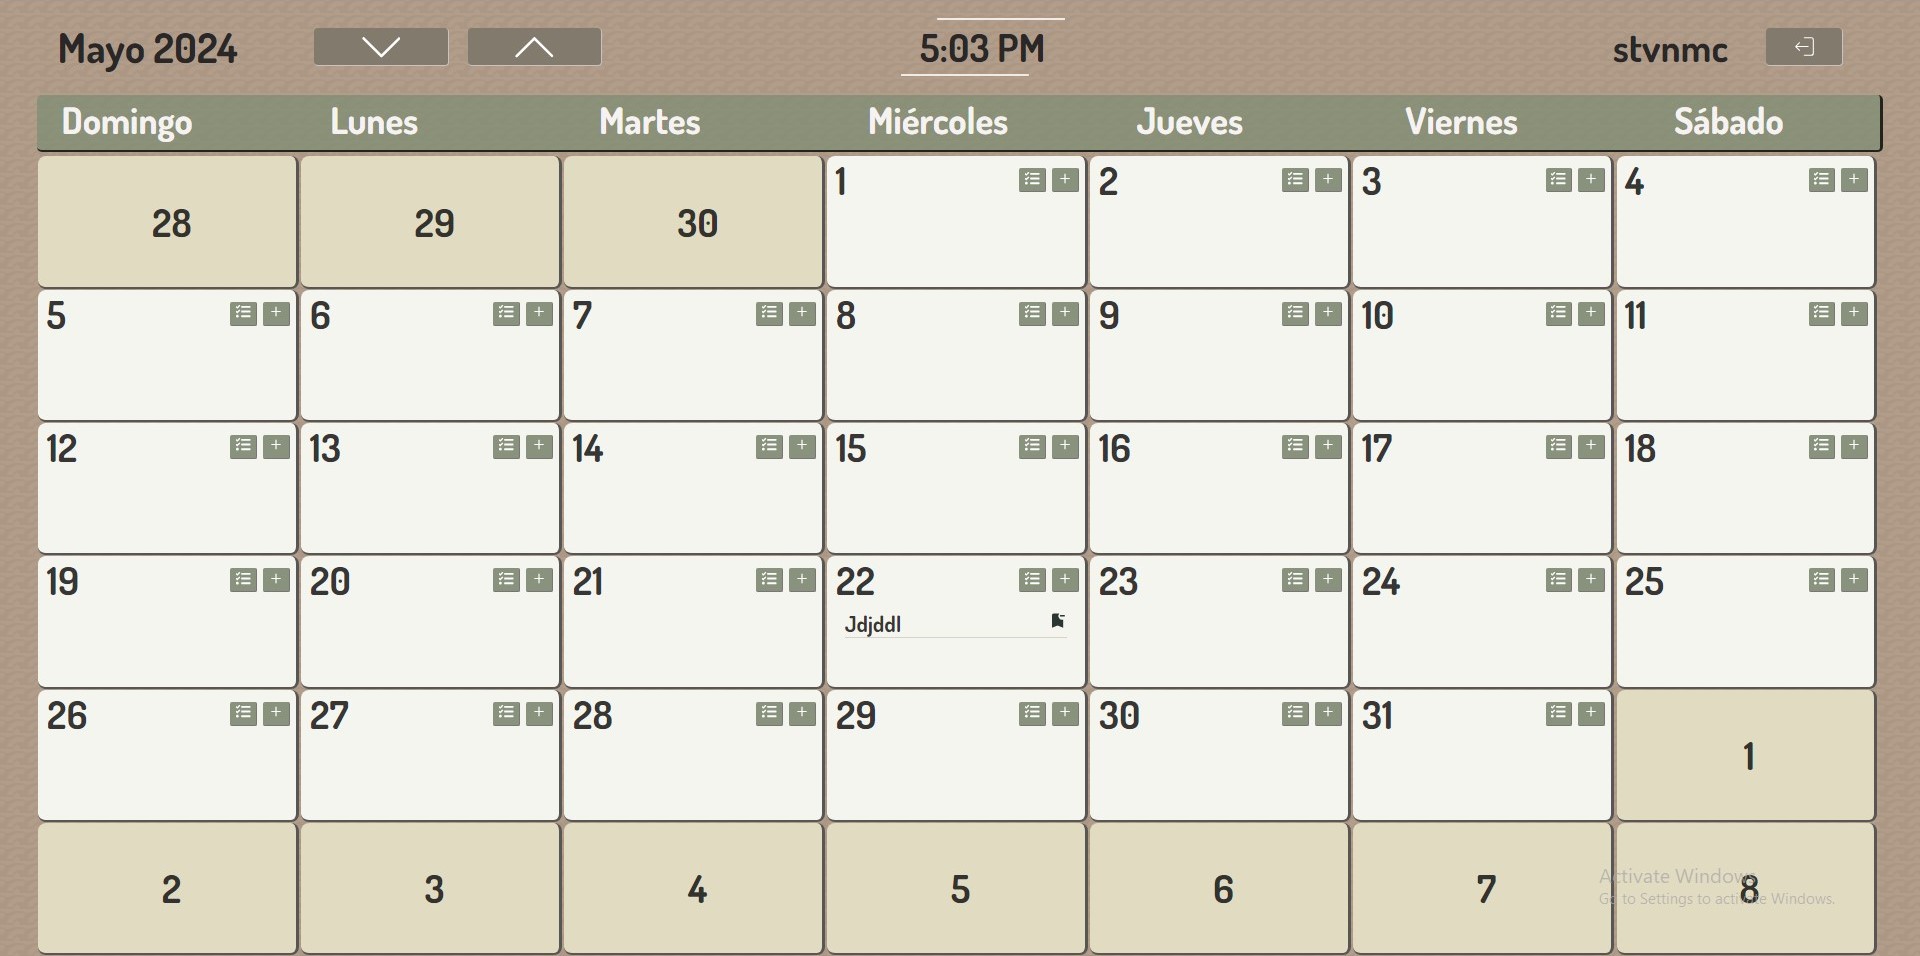 Mayo 2024 5:03 PM stvnmc
Domingo Lunes Martes Miércoles Jueves Viernes Sábado
28 29 30 1 2 3 4
5 6 7 8 9 10 11
12 13 14 15 16 17 18
19 20 21 22 23 24 25
Jdjddl
26 27 28 29 30 31 1
2 3 4 5 6 7 8
Activate Windows
Go to Settings to activate Windows.